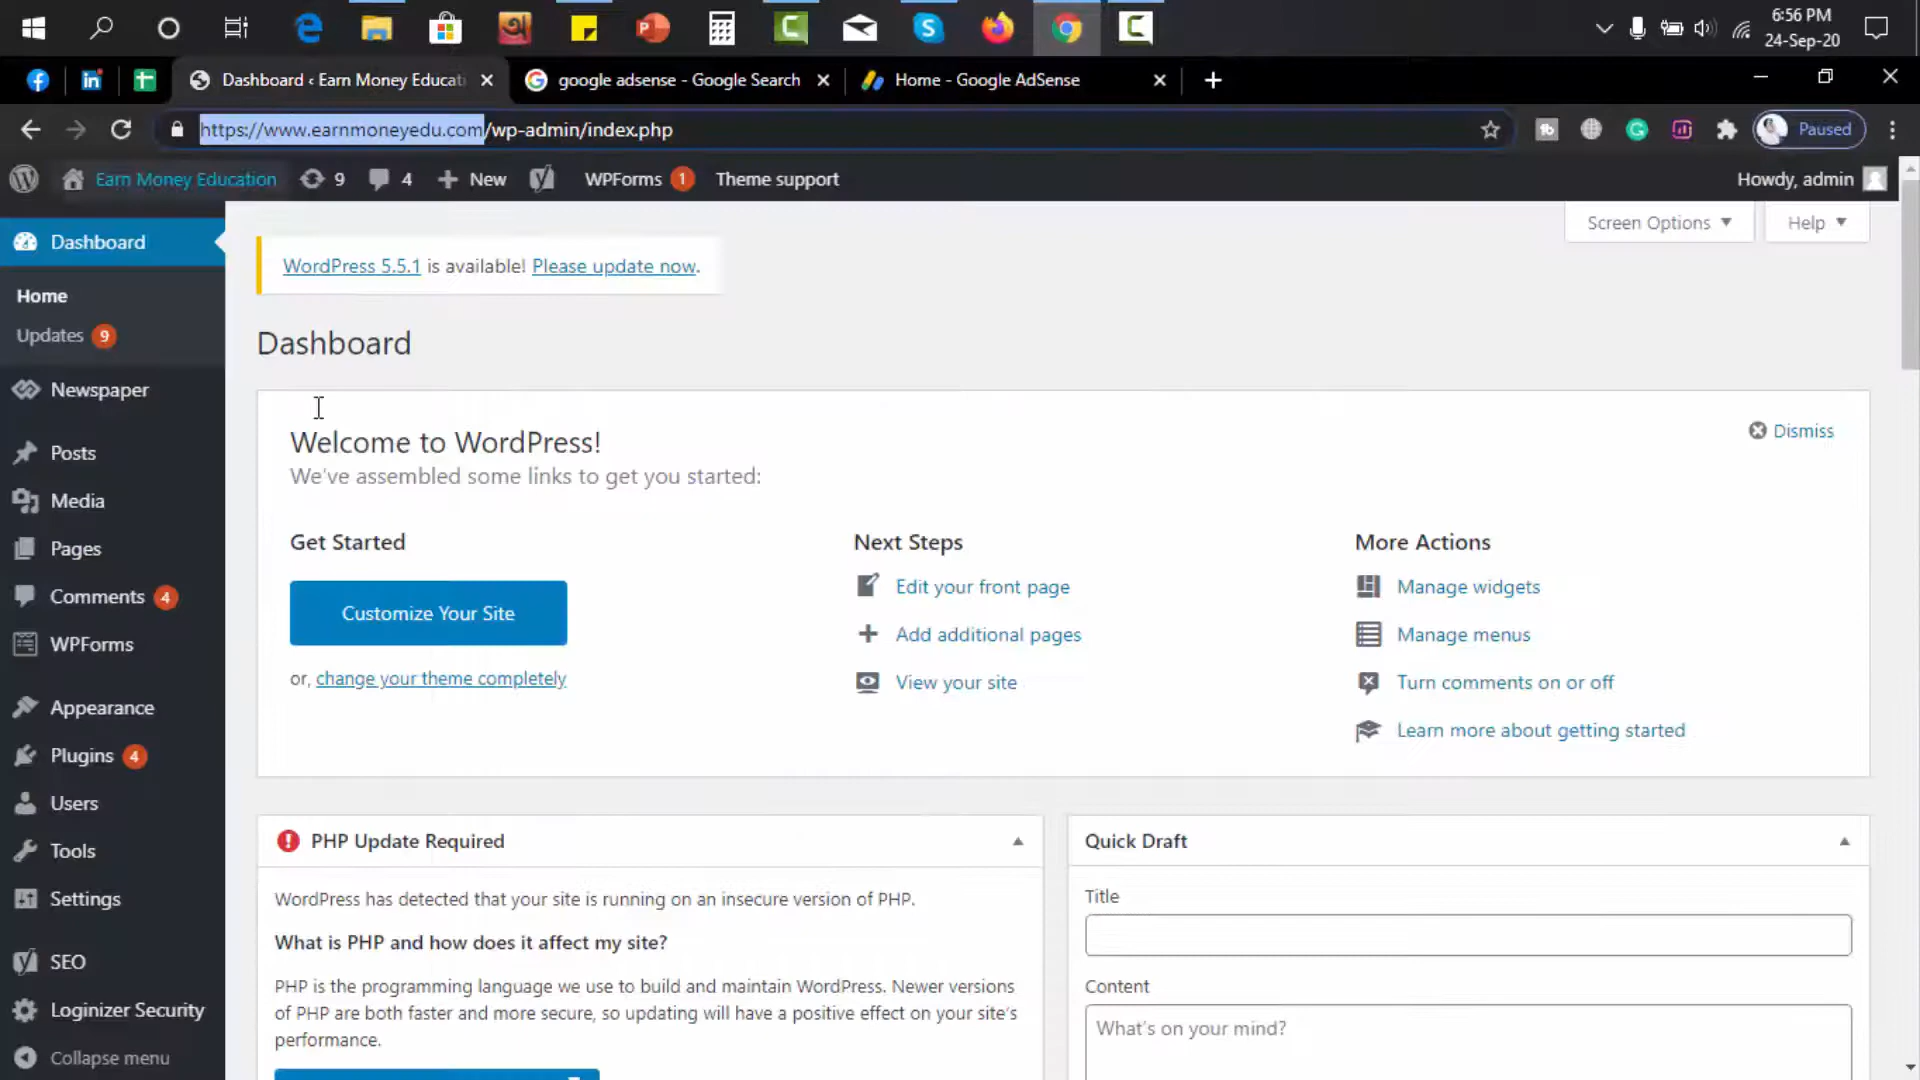 6:56 PM
24-Sep-20
Dashboard ‹ Earn Money Educati
google adsense - Google Search
Home - Google AdSense
https://www.earnmoneyedu.com/wp-admin/index.php
Paused
Earn Money Education
9
4
New
WPForms 1
Theme support
Howdy, admin
Screen Options
Help
Dashboard
Home
Updates 9
Newspaper
Posts
Media
Pages
Comments 4
WPForms
Appearance
Plugins 4
Users
Tools
Settings
SEO
Loginizer Security
Collapse menu
WordPress 5.5.1 is available! Please update now.
Dashboard
Welcome to WordPress!
We've assembled some links to get you started:
Dismiss
Get Started
Customize Your Site
or, change your theme completely
Next Steps
Edit your front page
Add additional pages
View your site
More Actions
Manage widgets
Manage menus
Turn comments on or off
Learn more about getting started
PHP Update Required
WordPress has detected that your site is running on an insecure version of PHP.
What is PHP and how does it affect my site?
PHP is the programming language we use to build and maintain WordPress. Newer versions
of PHP are both faster and more secure, so updating will have a positive effect on your site's
performance.
Quick Draft
Title
Content
What's on your mind?